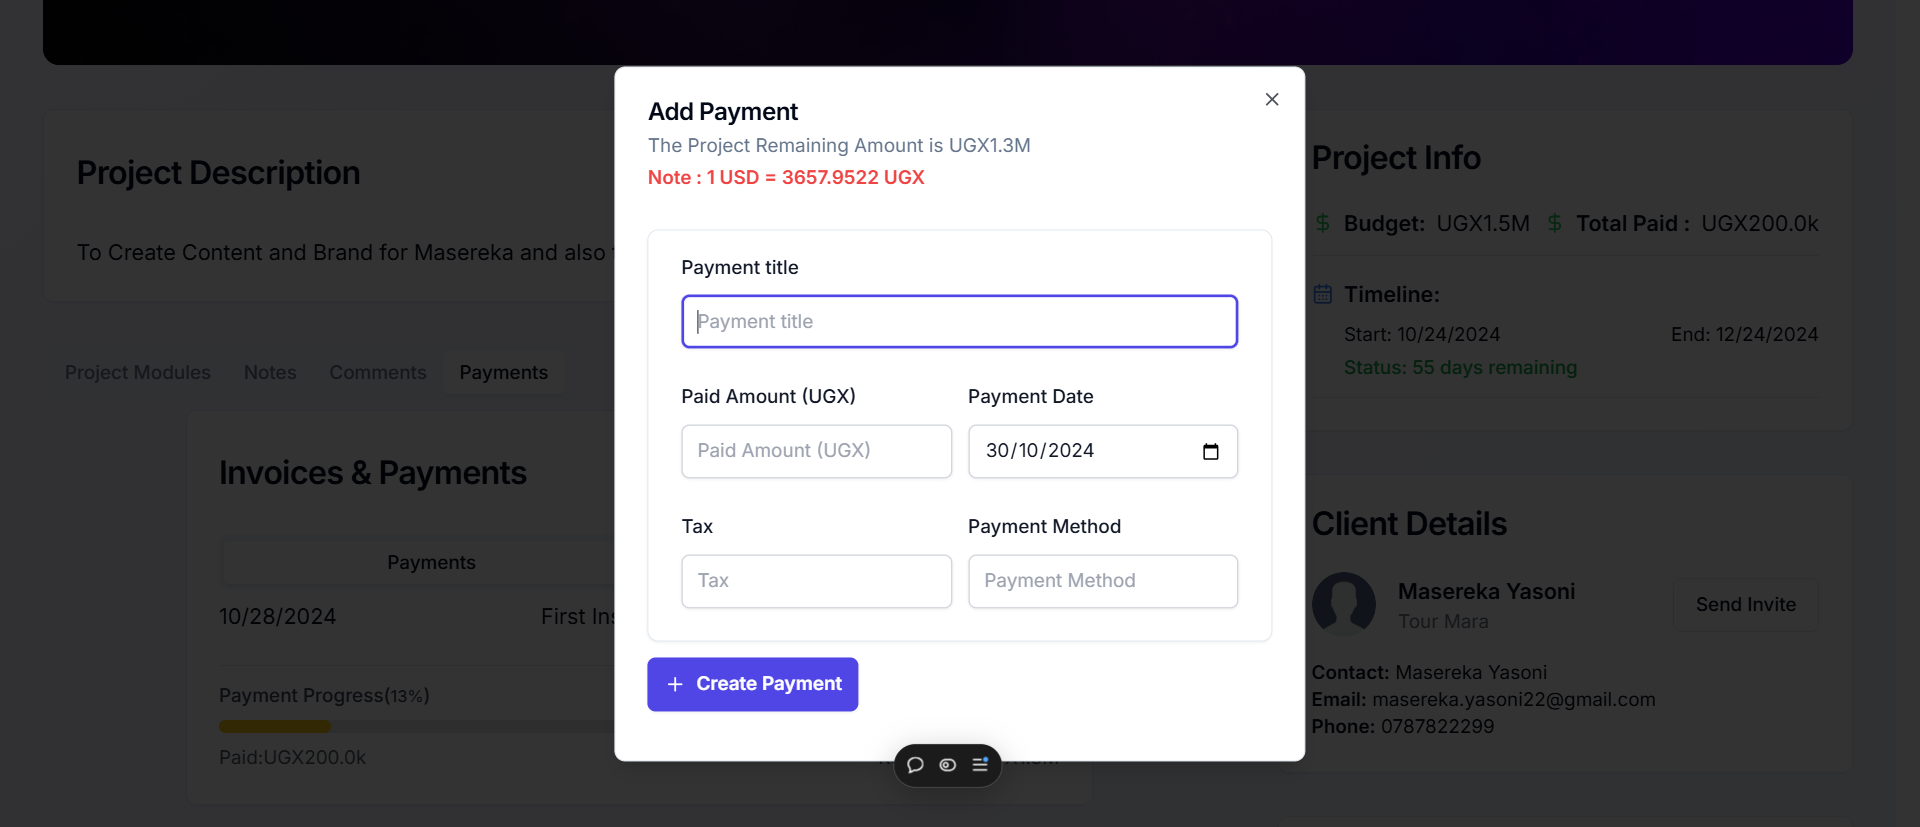 Add Payment
The Project Remaining Amount is UGX1.3M
Note : 1 USD = 3657.9522 UGX
Payment title
Payment title
Paid Amount (UGX) Payment Date
Paid Amount (UGX) 30/10/2024
Tax Payment Method
Tax Payment Method
Create Payment
Project Description
To Create Content and Brand for Masereka and also
Project Modules Notes Comments Payments
Invoices & Payments
Payments
10/28/2024 First Ins
Payment Progress(13%)
Paid:UGX200.0k
Project Info
$ Budget: UGX1.5M $ Total Paid : UGX200.0k
Timeline:
Start: 10/24/2024 End: 12/24/2024
Status: 55 days remaining
Client Details
Masereka Yasoni
Tour Mara
Send Invite
Contact: Masereka Yasoni
Email: masereka.yasoni22@gmail.com
Phone: 0787822299